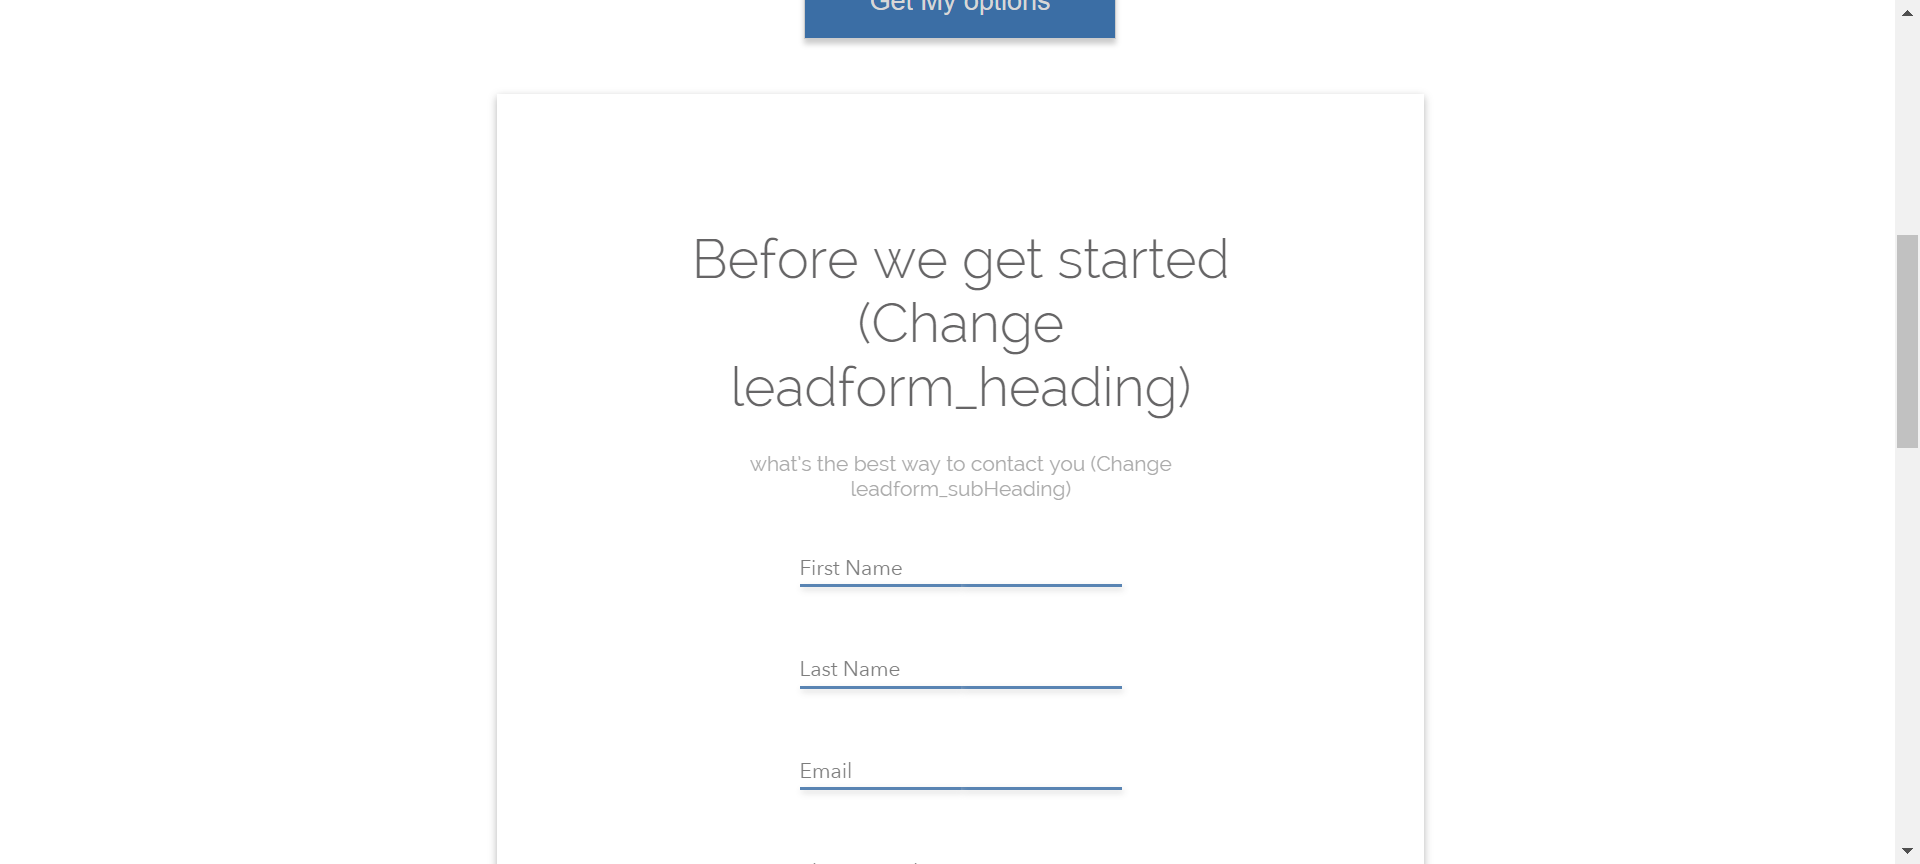 Get My options
Before we get started
(Change
leadform_heading)
what's the best way to contact you (Change
leadform_subHeading)
First Name
Last Name
Email